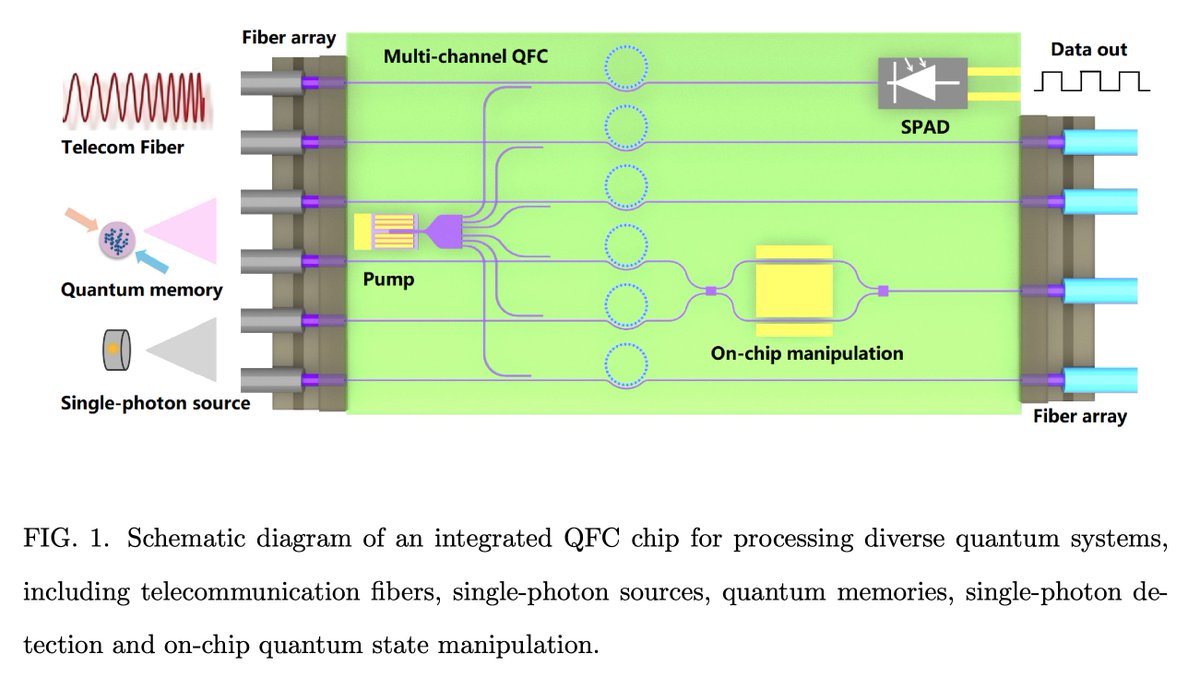 Fiber array
Multi-channel QFC
Data out
Telecom Fiber
SPAD
Quantum memory
Pump
On-chip manipulation
Single-photon source
Fiber array
FIG. 1. Schematic diagram of an integrated QFC chip for processing diverse quantum systems,
including telecommunication fibers, single-photon sources, quantum memories, single-photon de-
tection and on-chip quantum state manipulation.